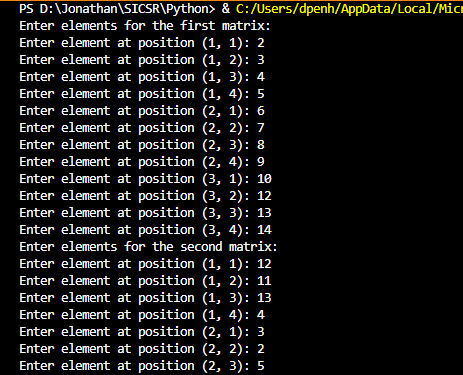 PS D:\Jonathan\SICSR\Python> & C:/Users/dpenh/AppData/Local/Micr
Enter elements for the first matrix:
Enter element at position (1, 1): 2
Enter element at position (1, 2): 3
Enter element at position (1, 3): 4
Enter element at position (1, 4): 5
Enter element at position (2, 1): 6
Enter element at position (2, 2): 7
Enter element at position (2, 3): 8
Enter element at position (2, 4): 9
Enter element at position (3, 1): 10
Enter element at position (3, 2): 12
Enter element at position (3, 3): 13
Enter element at position (3, 4): 14
Enter elements for the second matrix:
Enter element at position (1, 1): 12
Enter element at position (1, 2): 11
Enter element at position (1, 3): 13
Enter element at position (1, 4): 4
Enter element at position (2, 1): 3
Enter element at position (2, 2): 2
Enter element at position (2, 3): 5